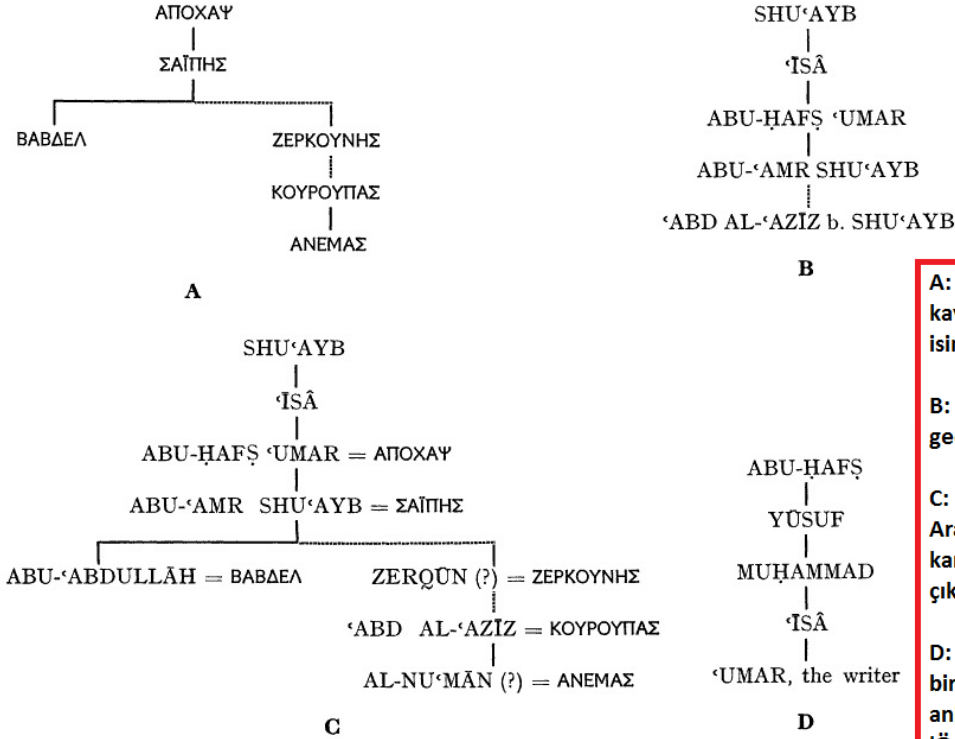 ΑΠΟΧΑΨ
ΣΑΪΠΗΣ
ΒΑΒΔΕΛ ΖΕΡΚΟΥΝΗΣ
ΚΟΥΡΟΥΠΑΣ
ΑΝΕΜΑΣ
A
SHUʿAYB
ʿĪSÂ
ABU-ḤAFṢ ʿUMAR
ABU-ʿAMR SHUʿAYB
ʿABD AL-ʿAZĪZ b. SHUʿAYB
B
SHUʿAYB
ʿĪSÂ
ABU-ḤAFṢ ʿUMAR = ΑΠΟΧΑΨ
ABU-ʿAMR SHUʿAYB = ΣΑΪΠΗΣ
ABU-ʿABDULLĀH = ΒΑΒΔΕΛ ZERQŪN (?) = ΖΕΡΚΟΥΝΗΣ
ʿABD AL-ʿAZĪZ = ΚΟΥΡΟΥΠΑΣ
AL-NUʿMĀN (?) = ΑΝΕΜΑΣ
C
ABU-ḤAFṢ
YŪSUF
MUḤAMMAD
ʿĪSÂ
ʿUMAR, the writer
D
A:
B:
C:
D:
bir